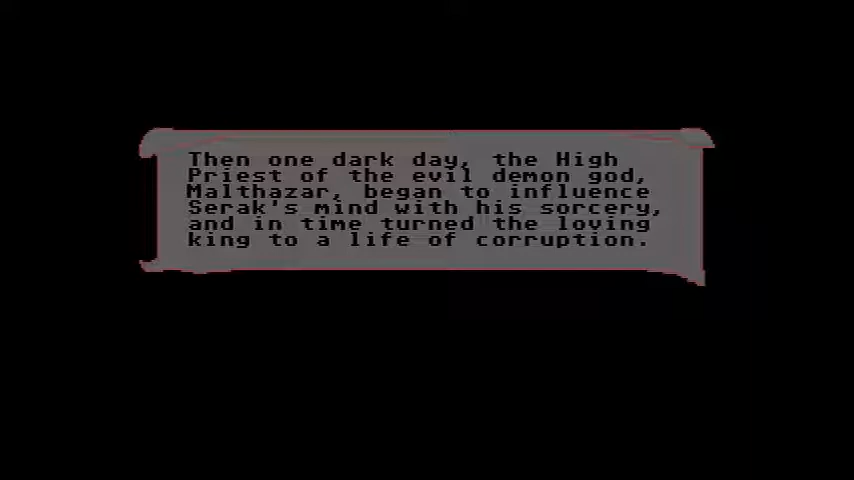 Then one dark day, the High
Priest of the evil demon god,
Malthazar, began to influence
Serak's mind with his sorcery,
and in time turned the loving
king to a life of corruption.